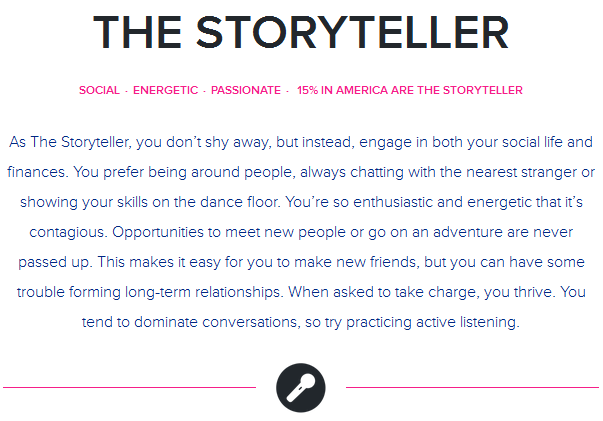 THE STORYTELLER
SOCIAL · ENERGETIC · PASSIONATE · 15% IN AMERICA ARE THE STORYTELLER
As The Storyteller, you don’t shy away, but instead, engage in both your social life and
finances. You prefer being around people, always chatting with the nearest stranger or
showing your skills on the dance floor. You’re so enthusiastic and energetic that it’s
contagious. Opportunities to meet new people or go on an adventure are never
passed up. This makes it easy for you to make new friends, but you can have some
trouble forming long-term relationships. When asked to take charge, you thrive. You
tend to dominate conversations, so try practicing active listening.